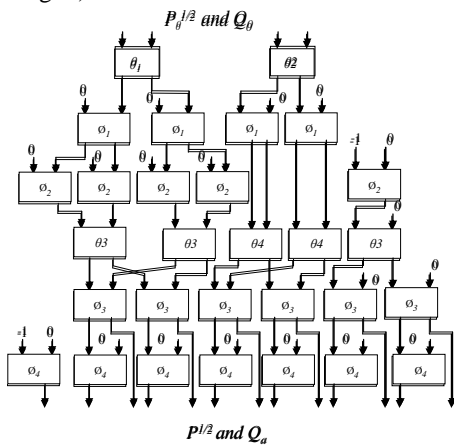 P_θ^1/2 and Q_θ
θ1 θ2
0 0 0 0
ø1 ø1 ø1 ø1
0 0 0 0 -1 0
ø2 ø2 ø2 ø2 ø2
0
θ3 θ3 θ4 θ4 θ3
0
ø3 ø3 ø3 ø3 ø3 ø3
-1 0 0 0 0 0 0 0
ø4 ø4 ø4 ø4 ø4 ø4 ø4
P^1/2 and Q_a